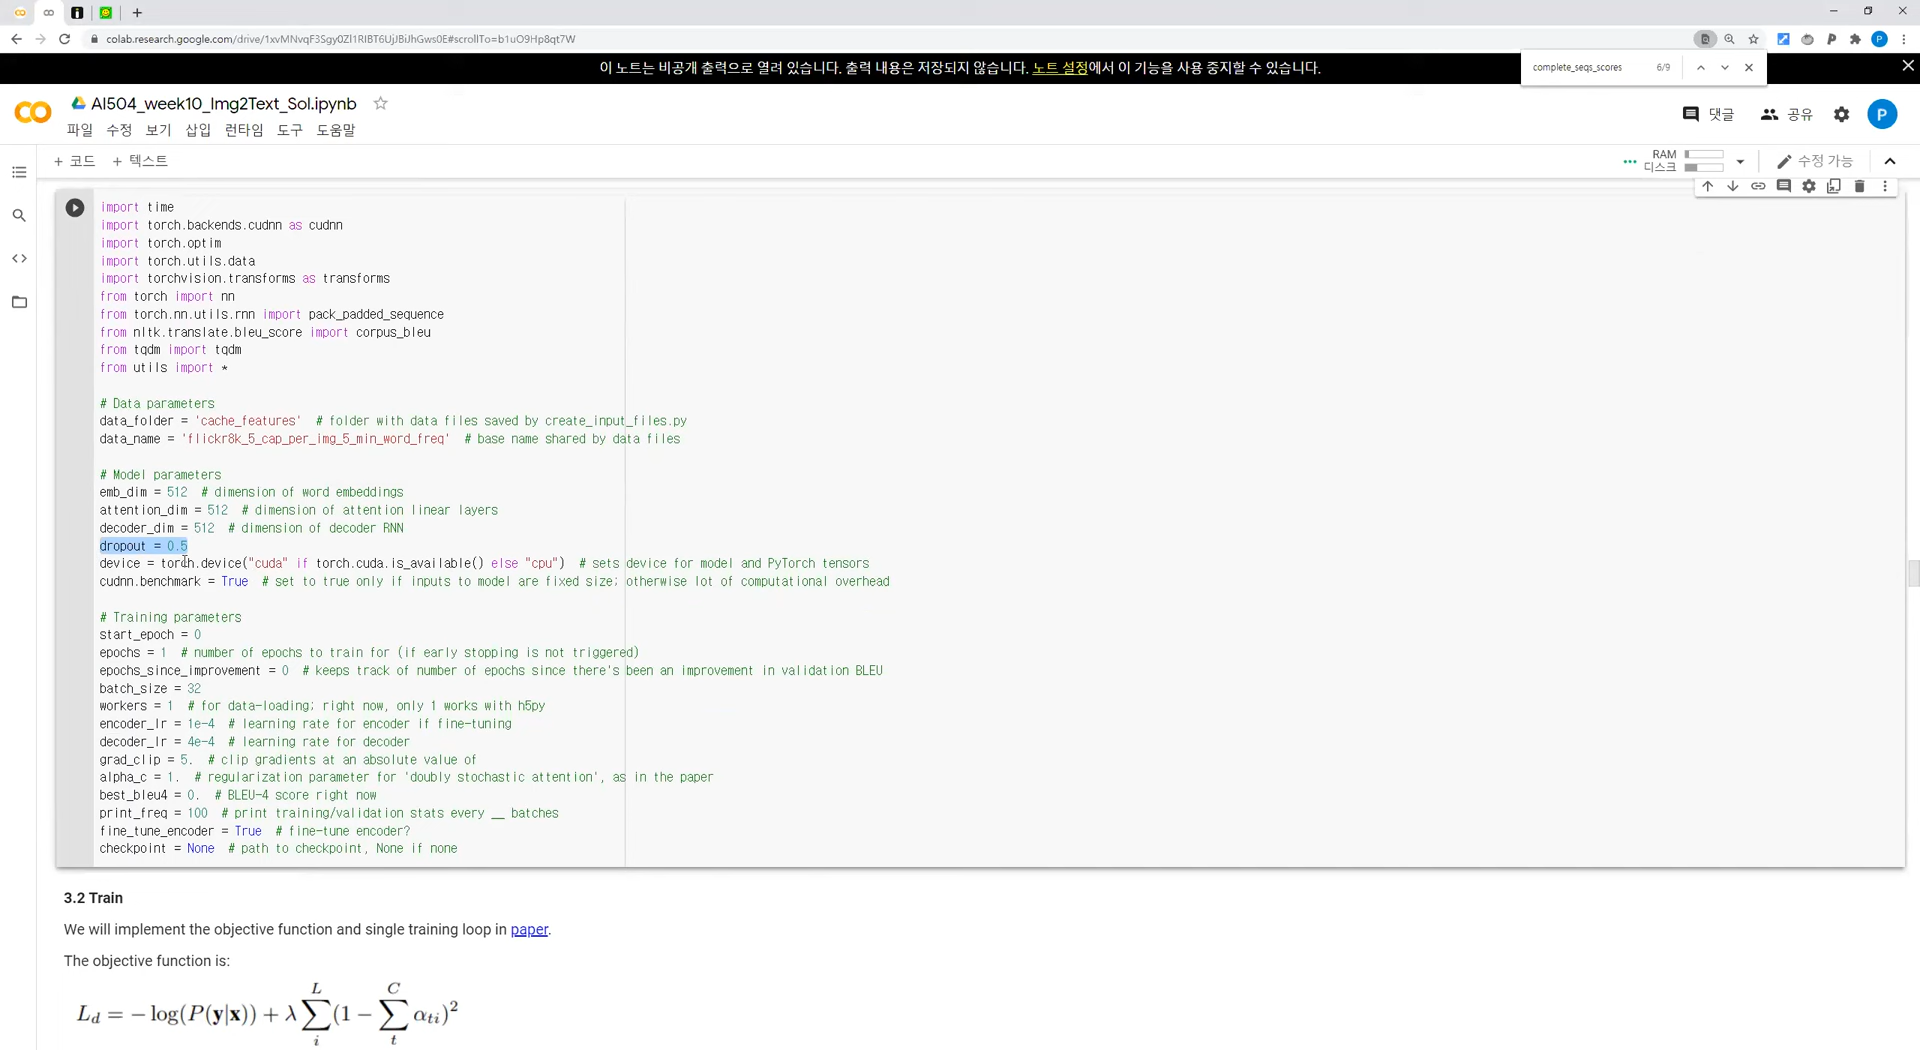 colab.research.google.com/drive/1xvMNvqF3Sgy0Zl1RIBT6UjJBiJhGws0E#scrollTo=b1uO9Hp8qt7W
이 노트는 비공개 출력으로 열려 있습니다. 출력 내용은 저장되지 않습니다. 노트 설정에서 이 기능을 사용 중지할 수 있습니다.
complete_seqs_scores 6/9
AI504_week10_Img2Text_Sol.ipynb
댓글 공유 P
파일 수정 보기 삽입 런타임 도구 도움말
+ 코드 + 텍스트
RAM
디스크
수정 가능
import time
import torch.backends.cudnn as cudnn
import torch.optim
import torch.utils.data
import torchvision.transforms as transforms
from torch import nn
from torch.nn.utils.rnn import pack_padded_sequence
from nltk.translate.bleu_score import corpus_bleu
from tqdm import tqdm
from utils import *
# Data parameters
data_folder = 'cache_features'  # folder with data files saved by create_input_files.py
data_name = 'flickr8k_5_cap_per_img_5_min_word_freq'  # base name shared by data files
# Model parameters
emb_dim = 512  # dimension of word embeddings
attention_dim = 512  # dimension of attention linear layers
decoder_dim = 512  # dimension of decoder RNN
dropout = 0.5
device = torch.device("cuda" if torch.cuda.is_available() else "cpu")  # sets device for model and PyTorch tensors
cudnn.benchmark = True  # set to true only if inputs to model are fixed size; otherwise lot of computational overhead
# Training parameters
start_epoch = 0
epochs = 1  # number of epochs to train for (if early stopping is not triggered)
epochs_since_improvement = 0  # keeps track of number of epochs since there's been an improvement in validation BLEU
batch_size = 32
workers = 1  # for data-loading; right now, only 1 works with h5py
encoder_lr = 1e-4  # learning rate for encoder if fine-tuning
decoder_lr = 4e-4  # learning rate for decoder
grad_clip = 5.  # clip gradients at an absolute value of
alpha_c = 1.  # regularization parameter for 'doubly stochastic attention', as in the paper
best_bleu4 = 0.  # BLEU-4 score right now
print_freq = 100  # print training/validation stats every __ batches
fine_tune_encoder = True  # fine-tune encoder?
checkpoint = None  # path to checkpoint, None if none
3.2 Train
We will implement the objective function and single training loop in paper.
The objective function is:
L_d = − log(P(y|x)) + λ ∑_i^L (1 − ∑_t^C α_{ti})^2